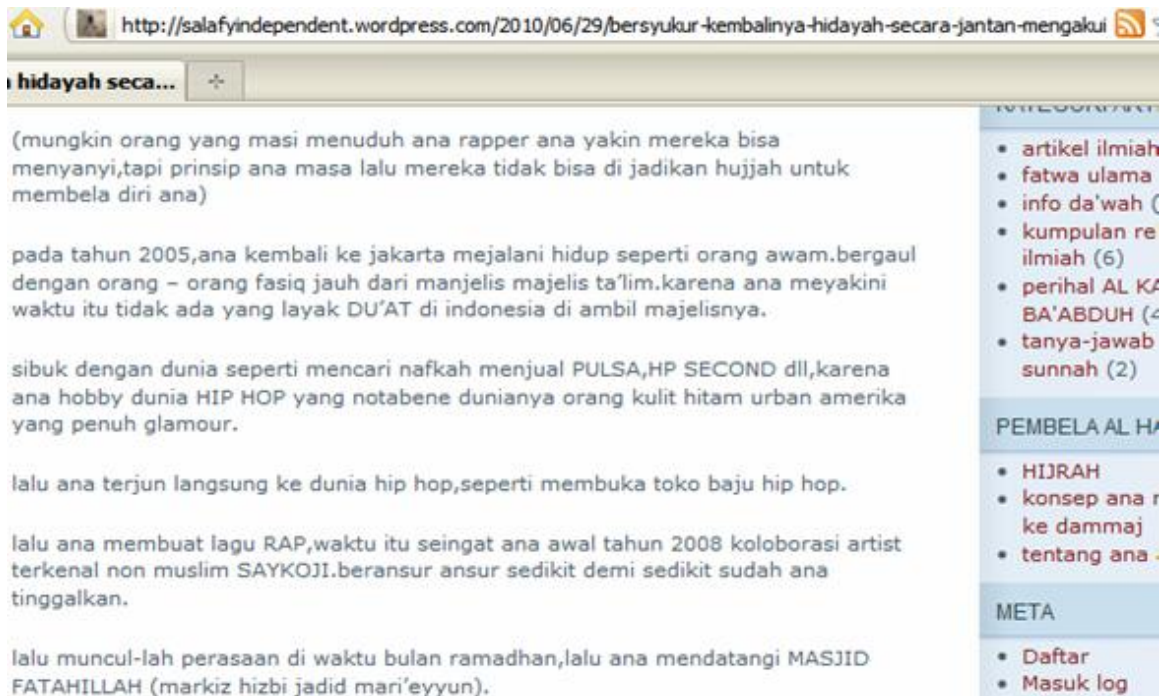 http://salafyindependent.wordpress.com/2010/06/29/bersyukur-kembalinya-hidayah-secara-jantan-mengakui
hidayah seca...
(mungkin orang yang masi menuduh ana rapper ana yakin mereka bisa
menyanyi,tapi prinsip ana masa lalu mereka tidak bisa di jadikan hujjah untuk
membela diri ana)
pada tahun 2005,ana kembali ke jakarta mejalani hidup seperti orang awam.bergaul
dengan orang – orang fasiq jauh dari manjelis majelis ta’lim.karena ana meyakini
waktu itu tidak ada yang layak DU’AT di indonesia di ambil majelisnya.
sibuk dengan dunia seperti mencari nafkah menjual PULSA,HP SECOND dll,karena
ana hobby dunia HIP HOP yang notabene dunianya orang kulit hitam urban amerika
yang penuh glamour.
lalu ana terjun langsung ke dunia hip hop,seperti membuka toko baju hip hop.
lalu ana membuat lagu RAP,waktu itu seingat ana awal tahun 2008 koloborasi artist
terkenal non muslim SAYKOJI.beransur ansur sedikit demi sedikit sudah ana
tinggalkan.
lalu muncul-lah perasaan di waktu bulan ramadhan,lalu ana mendatangi MASJID
FATAHILLAH (markiz hizbi jadid mari’eyyun).
• artikel ilmiah
• fatwa ulama
• info da'wah (
• kumpulan re
ilmiah (6)
• perihal AL KA
BA'ABDUH (4
• tanya-jawab
sunnah (2)
PEMBELA AL HA
• HIJRAH
• konsep ana
ke dammaj
• tentang ana
META
• Daftar
• Masuk log